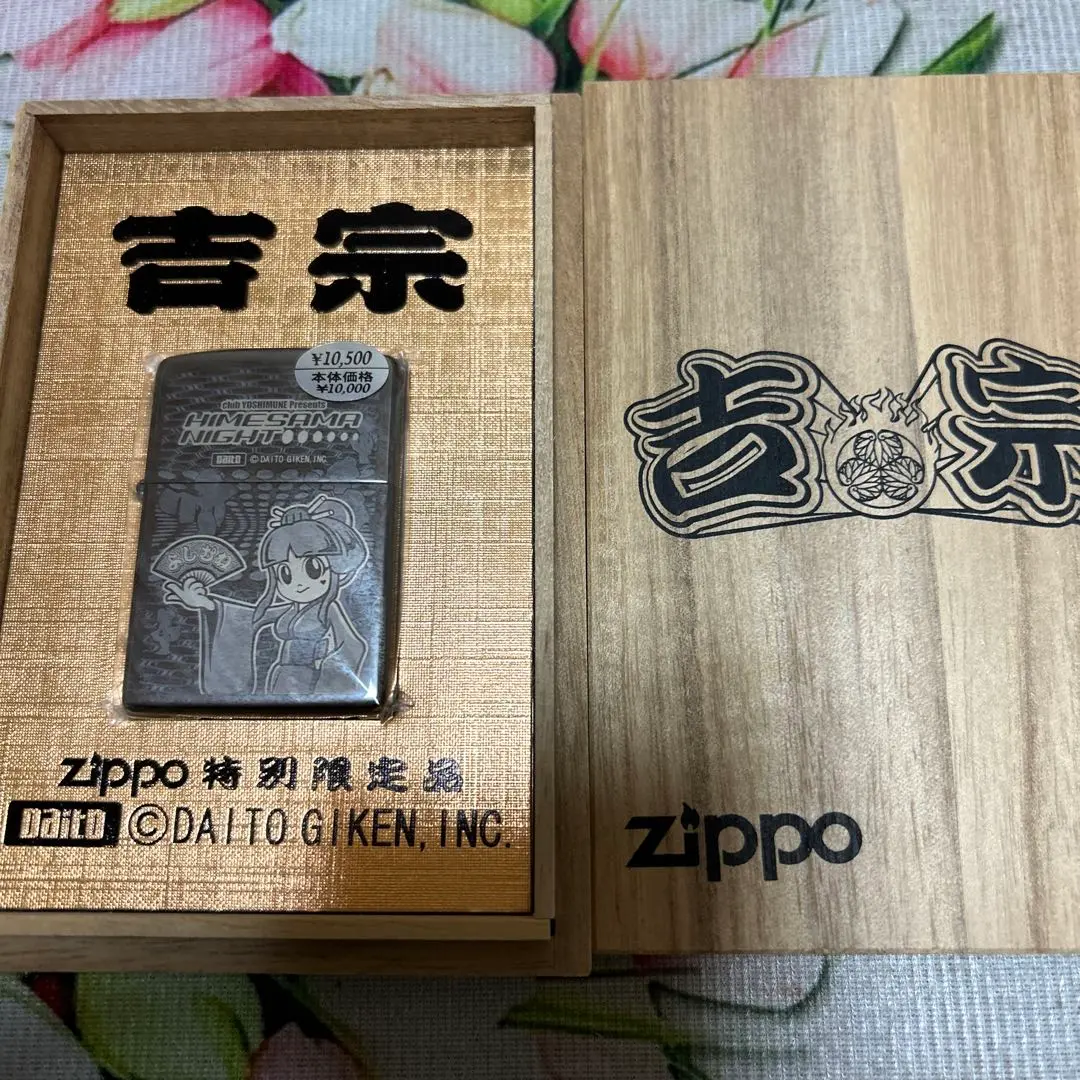 吉宗
¥10,500
本体価格
¥10,000
club YOSHIMUNE Presents
HIMESAMA
NIGHT
Daito © DAITO GIKEN, INC.
よしむね
zippo 特別限定品
Daito ©DAITO GIKEN, INC.
吉宗
zippo